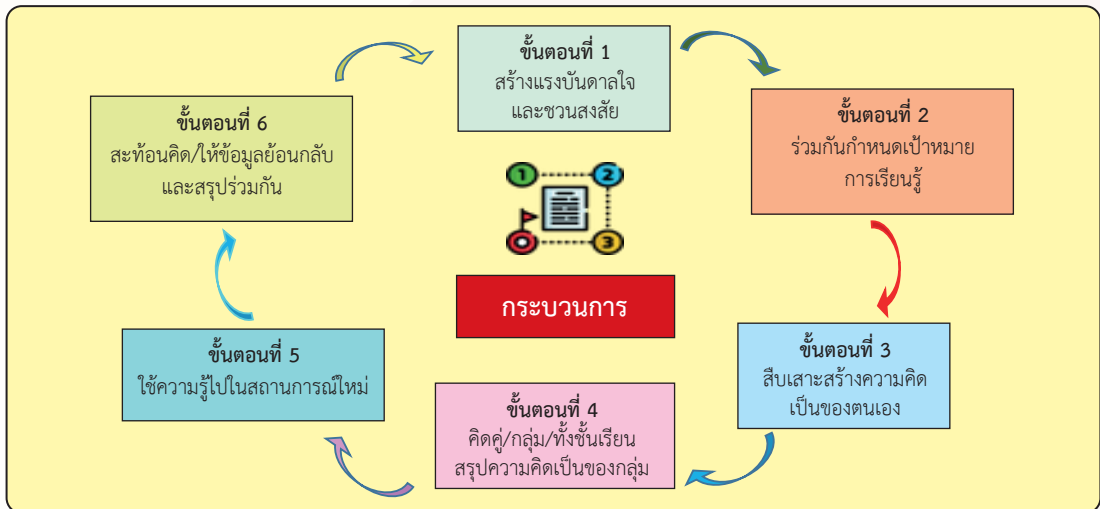 ขั้นตอนที่ 1
สร้างแรงบันดาลใจ
และชวนสงสัย
ขั้นตอนที่ 2
ร่วมกันกำหนดเป้าหมาย
การเรียนรู้
ขั้นตอนที่ 3
สืบเสาะสร้างความคิด
เป็นของตนเอง
ขั้นตอนที่ 4
คิดคู่/กลุ่ม/ทั้งชั้นเรียน
สรุปความคิดเป็นของกลุ่ม
ขั้นตอนที่ 5
ใช้ความรู้ไปในสถานการณ์ใหม่
ขั้นตอนที่ 6
สะท้อนคิด/ให้ข้อมูลย้อนกลับ
และสรุปร่วมกัน
1
2
3
กระบวนการ